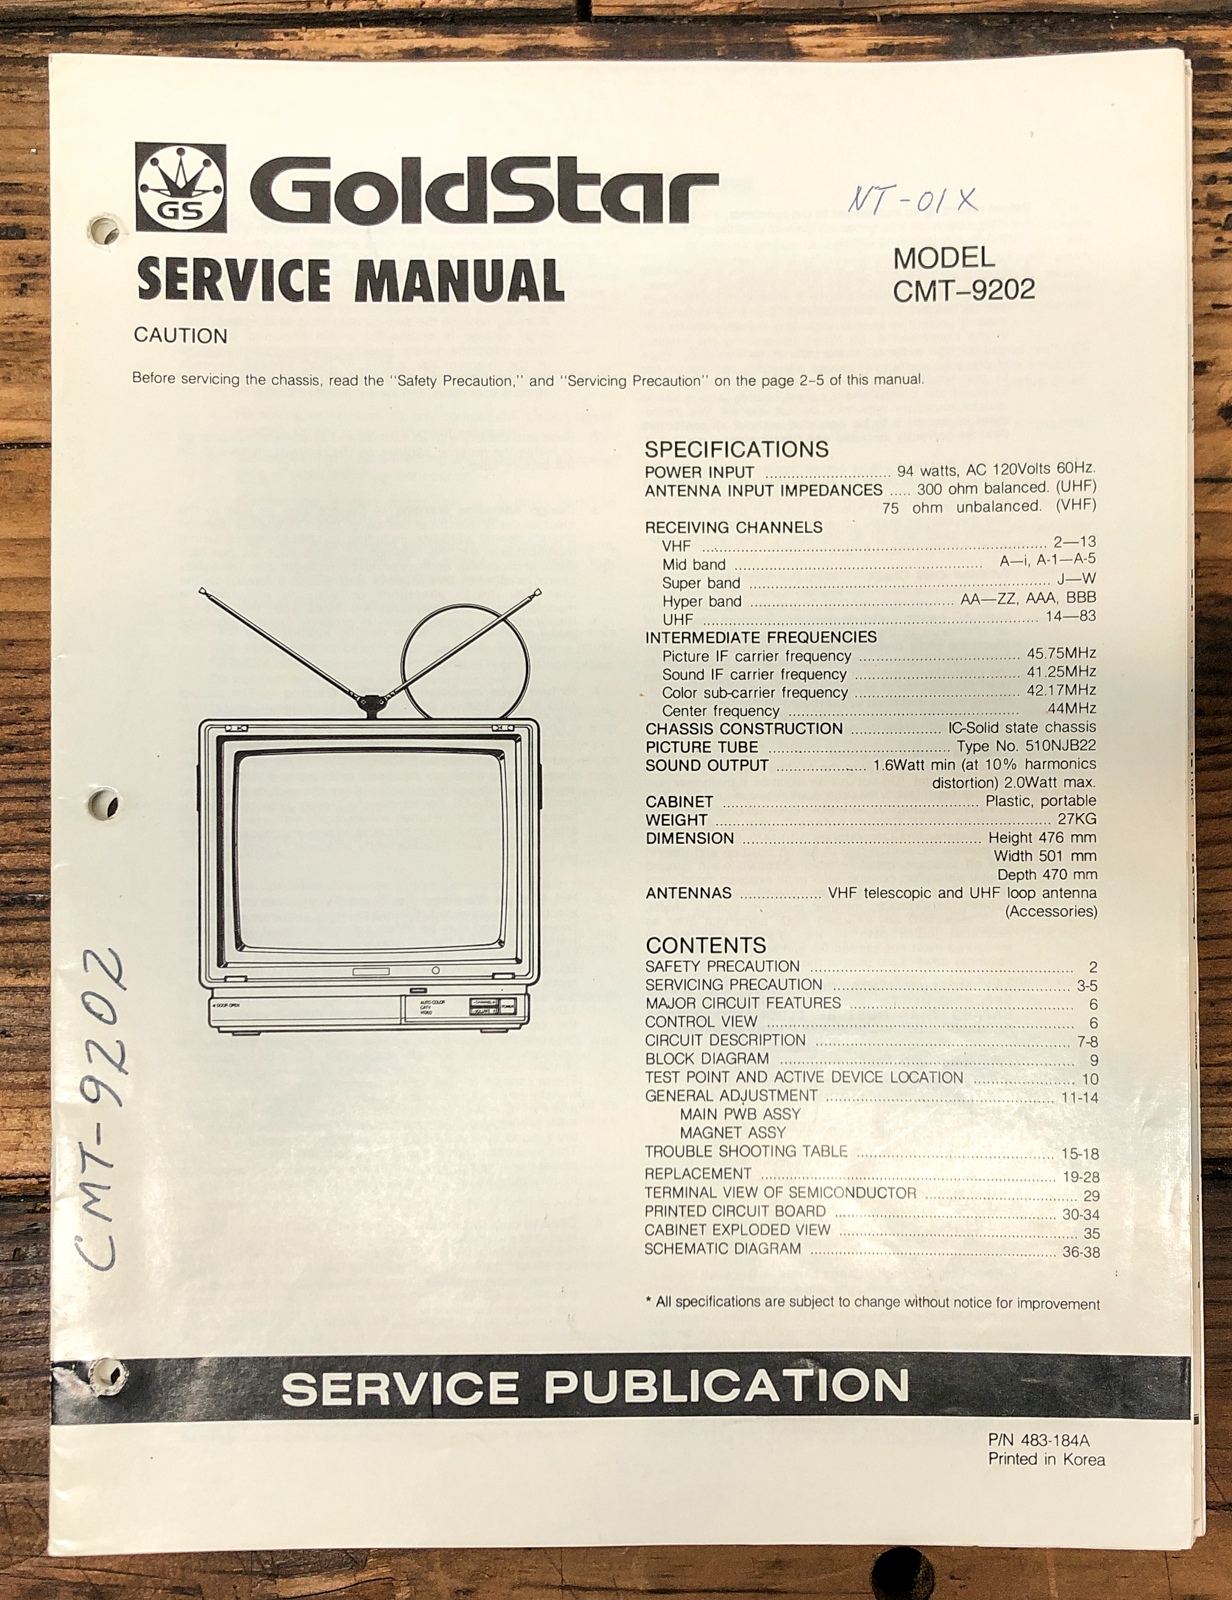 GS GoldStar
NT-01X
SERVICE MANUAL
MODEL
CMT-9202
CAUTION
Before servicing the chassis, read the "Safety Precaution," and "Servicing Precaution" on the page 2-5 of this manual.
SPECIFICATIONS
POWER INPUT ............................ 94 watts, AC 120Volts 60Hz.
ANTENNA INPUT IMPEDANCES ..... 300 ohm balanced. (UHF)
75 ohm unbalanced. (VHF)
RECEIVING CHANNELS
VHF ............................ 2—13
Mid band ............................ A—i, A-1—A-5
Super band ............................ J—W
Hyper band ............................ AA—ZZ, AAA, BBB
UHF ............................ 14—83
INTERMEDIATE FREQUENCIES
Picture IF carrier frequency ............................ 45.75MHz
Sound IF carrier frequency ............................ 41.25MHz
Color sub-carrier frequency ............................ 42.17MHz
Center frequency ............................ 44MHz
CHASSIS CONSTRUCTION ............... IC-Solid state chassis
PICTURE TUBE ............................ Type No. 510NJB22
SOUND OUTPUT .................... 1.6Watt min (at 10% harmonics
distortion) 2.0Watt max.
CABINET ............................ Plastic, portable
WEIGHT ............................ 27KG
DIMENSION ............................ Height 476 mm
Width 501 mm
Depth 470 mm
ANTENNAS .................. VHF telescopic and UHF loop antenna
(Accessories)
CONTENTS
SAFETY PRECAUTION ............................ 2
SERVICING PRECAUTION ............................ 3-5
MAJOR CIRCUIT FEATURES ............................ 6
CONTROL VIEW ............................ 6
CIRCUIT DESCRIPTION ............................ 7-8
BLOCK DIAGRAM ............................ 9
TEST POINT AND ACTIVE DEVICE LOCATION ...................... 10
GENERAL ADJUSTMENT ............................ 11-14
MAIN PWB ASSY
MAGNET ASSY
TROUBLE SHOOTING TABLE ............................ 15-18
REPLACEMENT ............................ 19-28
TERMINAL VIEW OF SEMICONDUCTOR ............................ 29
PRINTED CIRCUIT BOARD ............................ 30-34
CABINET EXPLODED VIEW ............................ 35
SCHEMATIC DIAGRAM ............................ 36-38
* All specifications are subject to change without notice for improvement
DOOR OPEN
AUTO COLOR
CATV
VIDEO
CHANNEL
VOLUME
POWER
CMT-9202
SERVICE PUBLICATION
P/N 483-184A
Printed in Korea